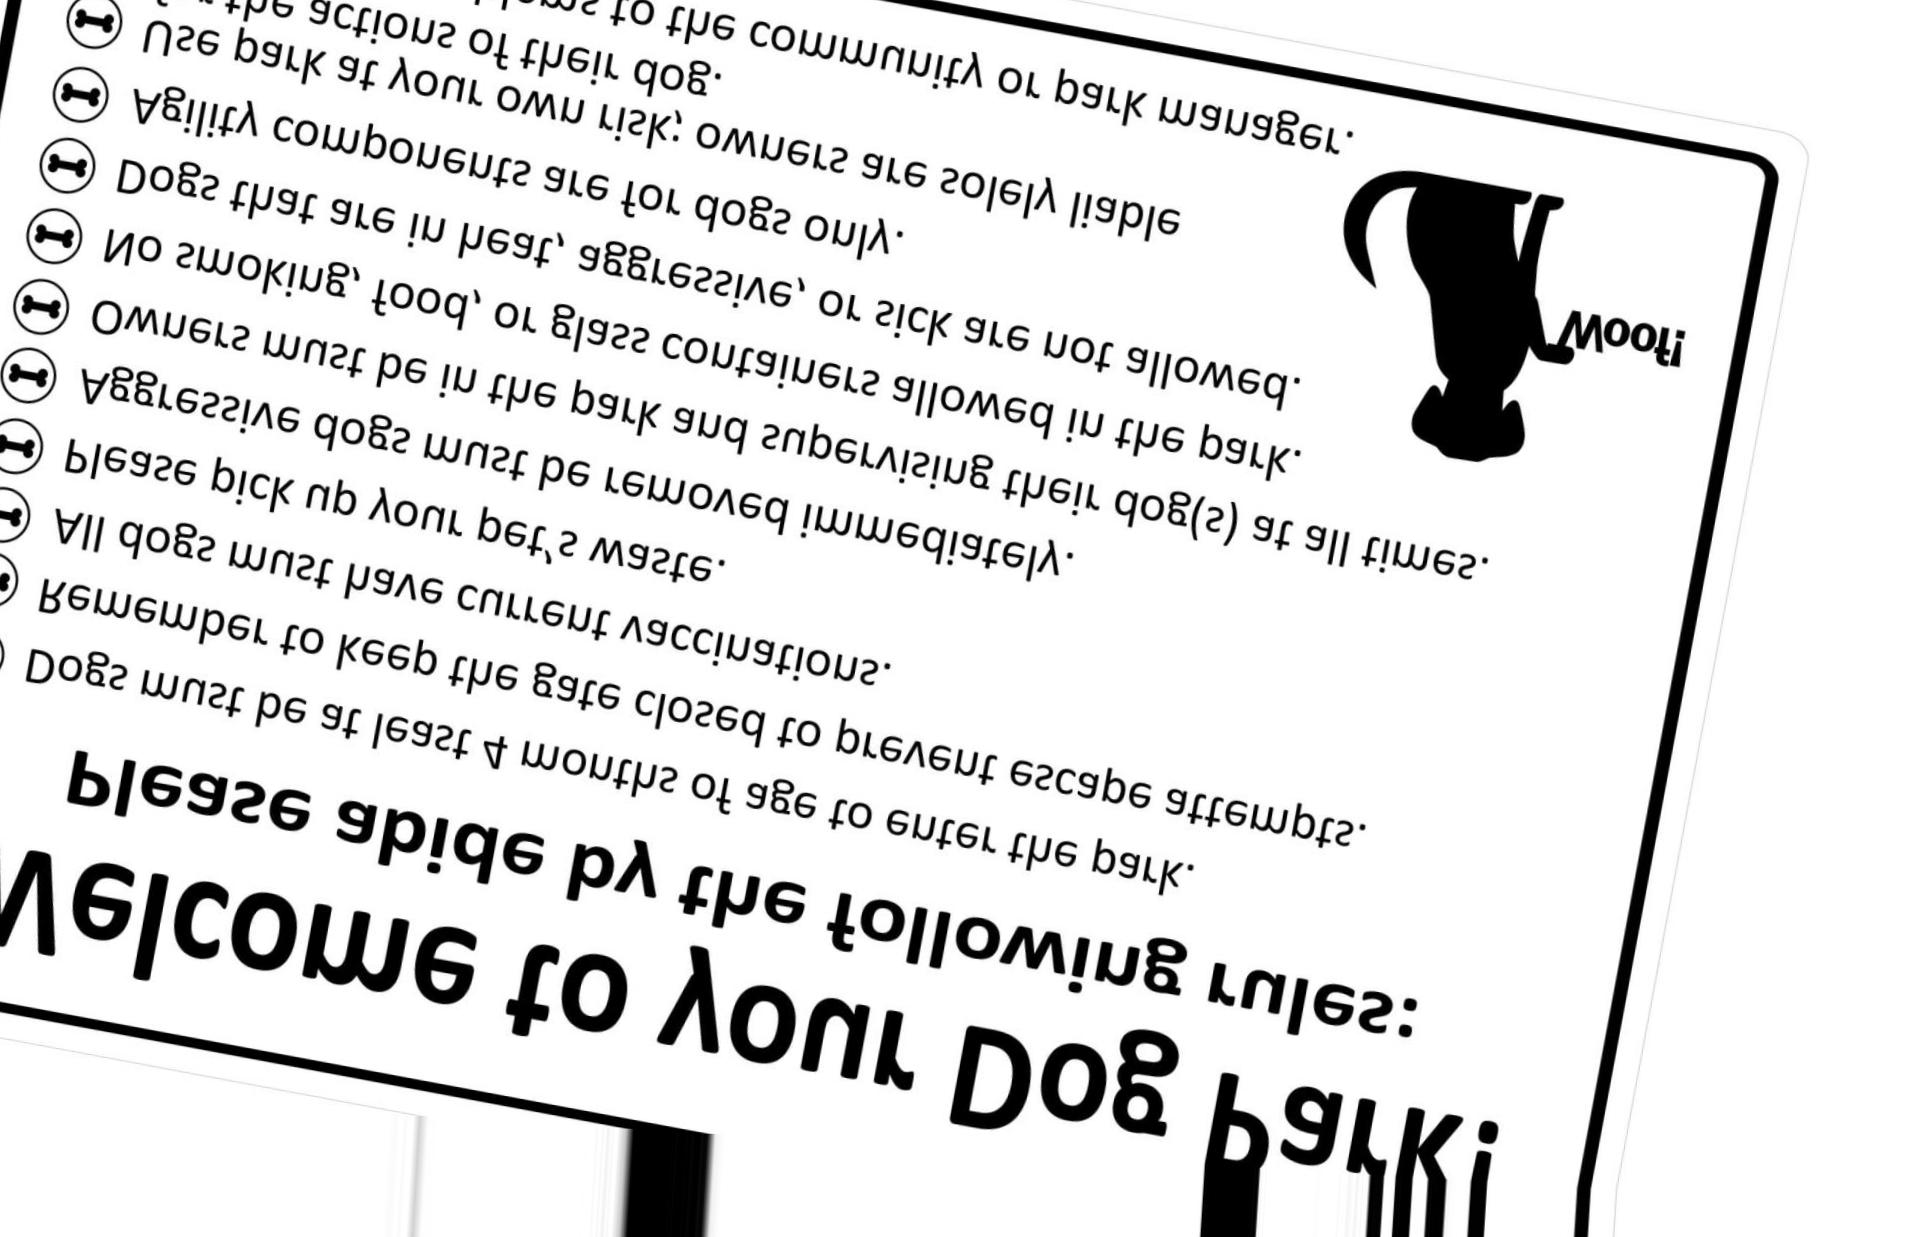 Welcome to your Dog Park!
Please abide by the following rules:
Dogs must be at least 4 months of age to enter the park.
Remember to keep the gate closed to prevent escape attempts.
All dogs must have current vaccinations.
Please pick up your pet's waste.
Aggressive dogs must be removed immediately.
Owners must be in the park and supervising their dog(s) at all times.
No smoking, food, or glass containers allowed in the park.
Dogs that are in heat, aggressive, or sick are not allowed.
Agility components are for dogs only.
Use park at your own risk; owners are solely liable
for the actions of their dog.
to the community or park manager.
Woof!